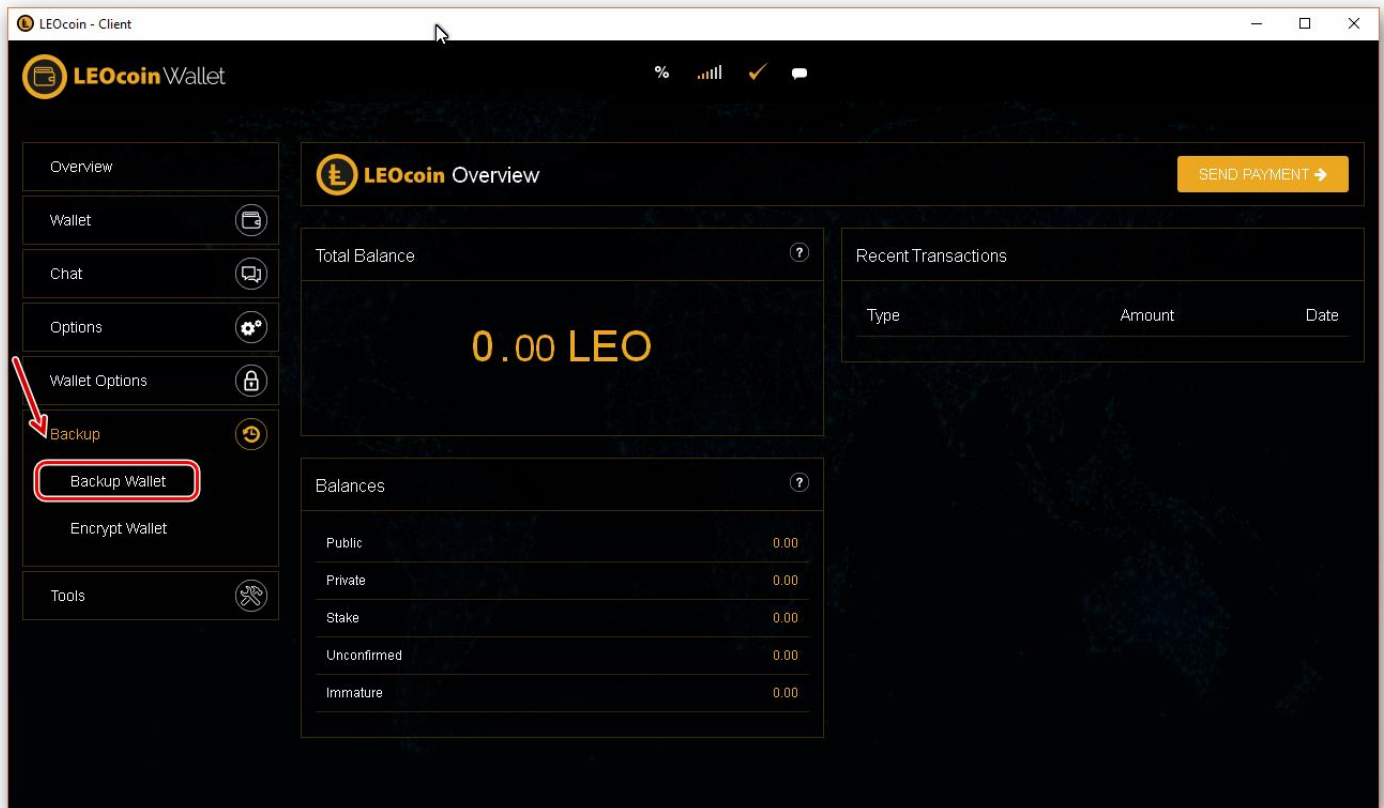 LEOcoin - Client
LEOcoin Wallet
%
Overview
Wallet
Chat
Options
Wallet Options
Backup
Backup Wallet
Encrypt Wallet
Tools
LEOcoin Overview
SEND PAYMENT →
Total Balance ?
0.00 LEO
Balances ?
Public 0.00
Private 0.00
Stake 0.00
Unconfirmed 0.00
Immature 0.00
Recent Transactions
Type Amount Date